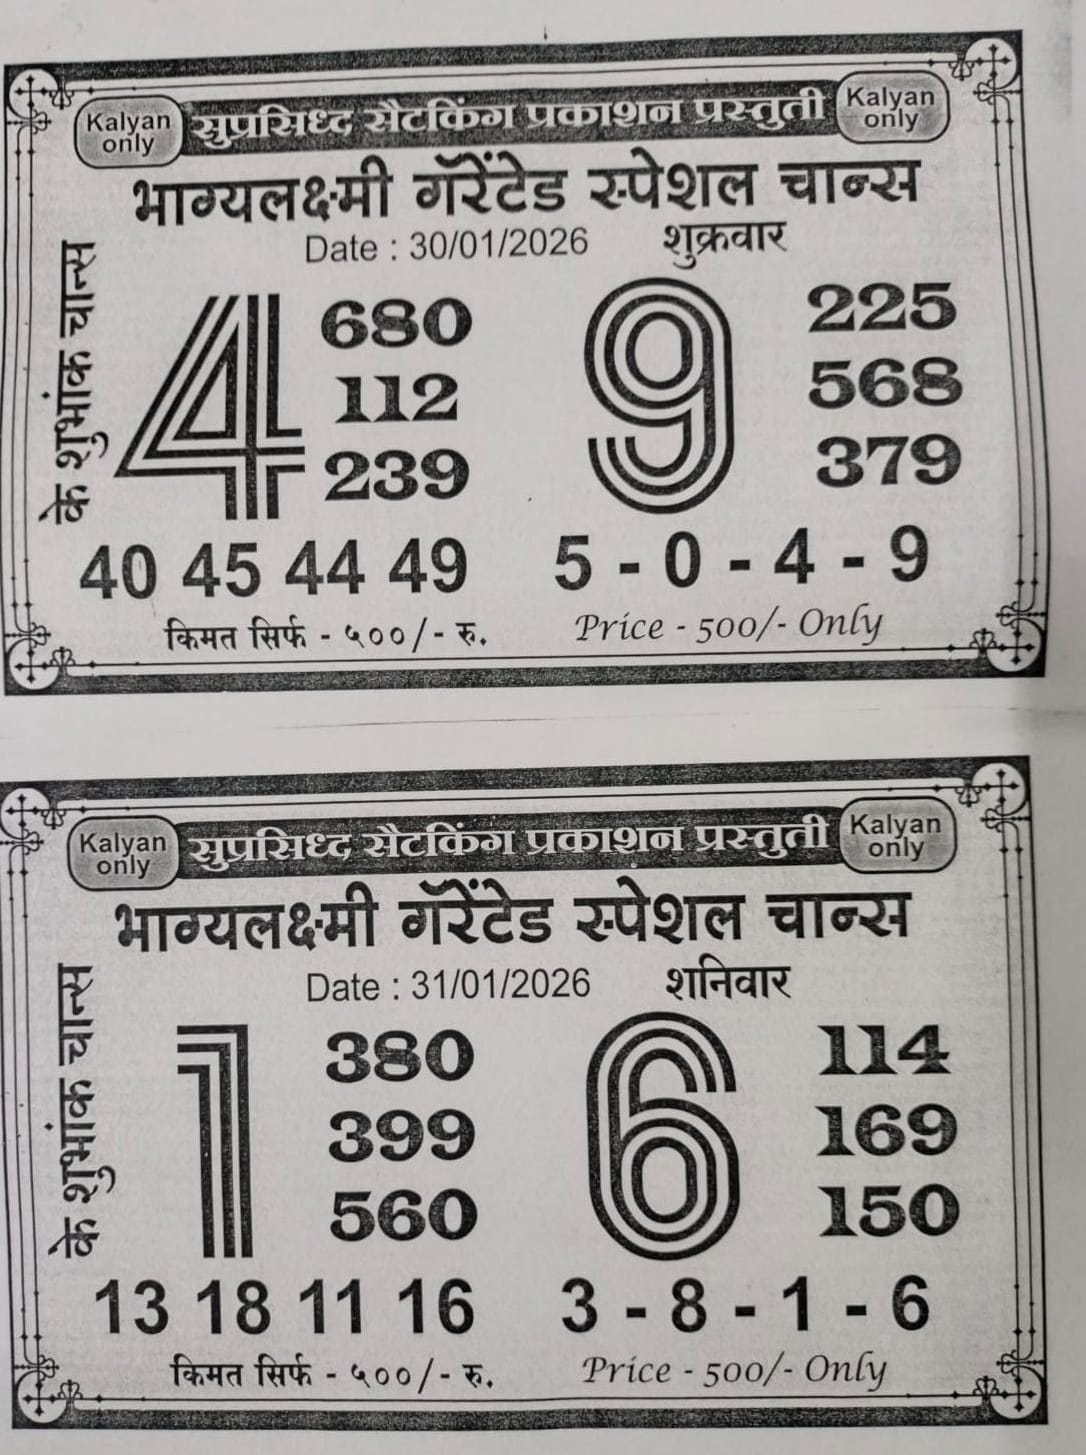 Kalyan only सुप्रसिध्द सैटकिंग प्रकाशन प्रस्तुती Kalyan only
भाग्यलक्ष्मी गॅरेंटेड स्पेशल चान्स
Date : 30/01/2026 शुक्रवार
के शुभांक चान्स
4 680 9 225
112 568
239 379
40 45 44 49 5 - 0 - 4 - 9
किमत सिर्फ - ५००/- रु. Price - 500/- Only
Kalyan only सुप्रसिध्द सैटकिंग प्रकाशन प्रस्तुती Kalyan only
भाग्यलक्ष्मी गॅरेंटेड स्पेशल चान्स
Date : 31/01/2026 शनिवार
के शुभांक चान्स
1 380 6 114
399 169
560 150
13 18 11 16 3 - 8 - 1 - 6
किमत सिर्फ - ५००/- रु. Price - 500/- Only